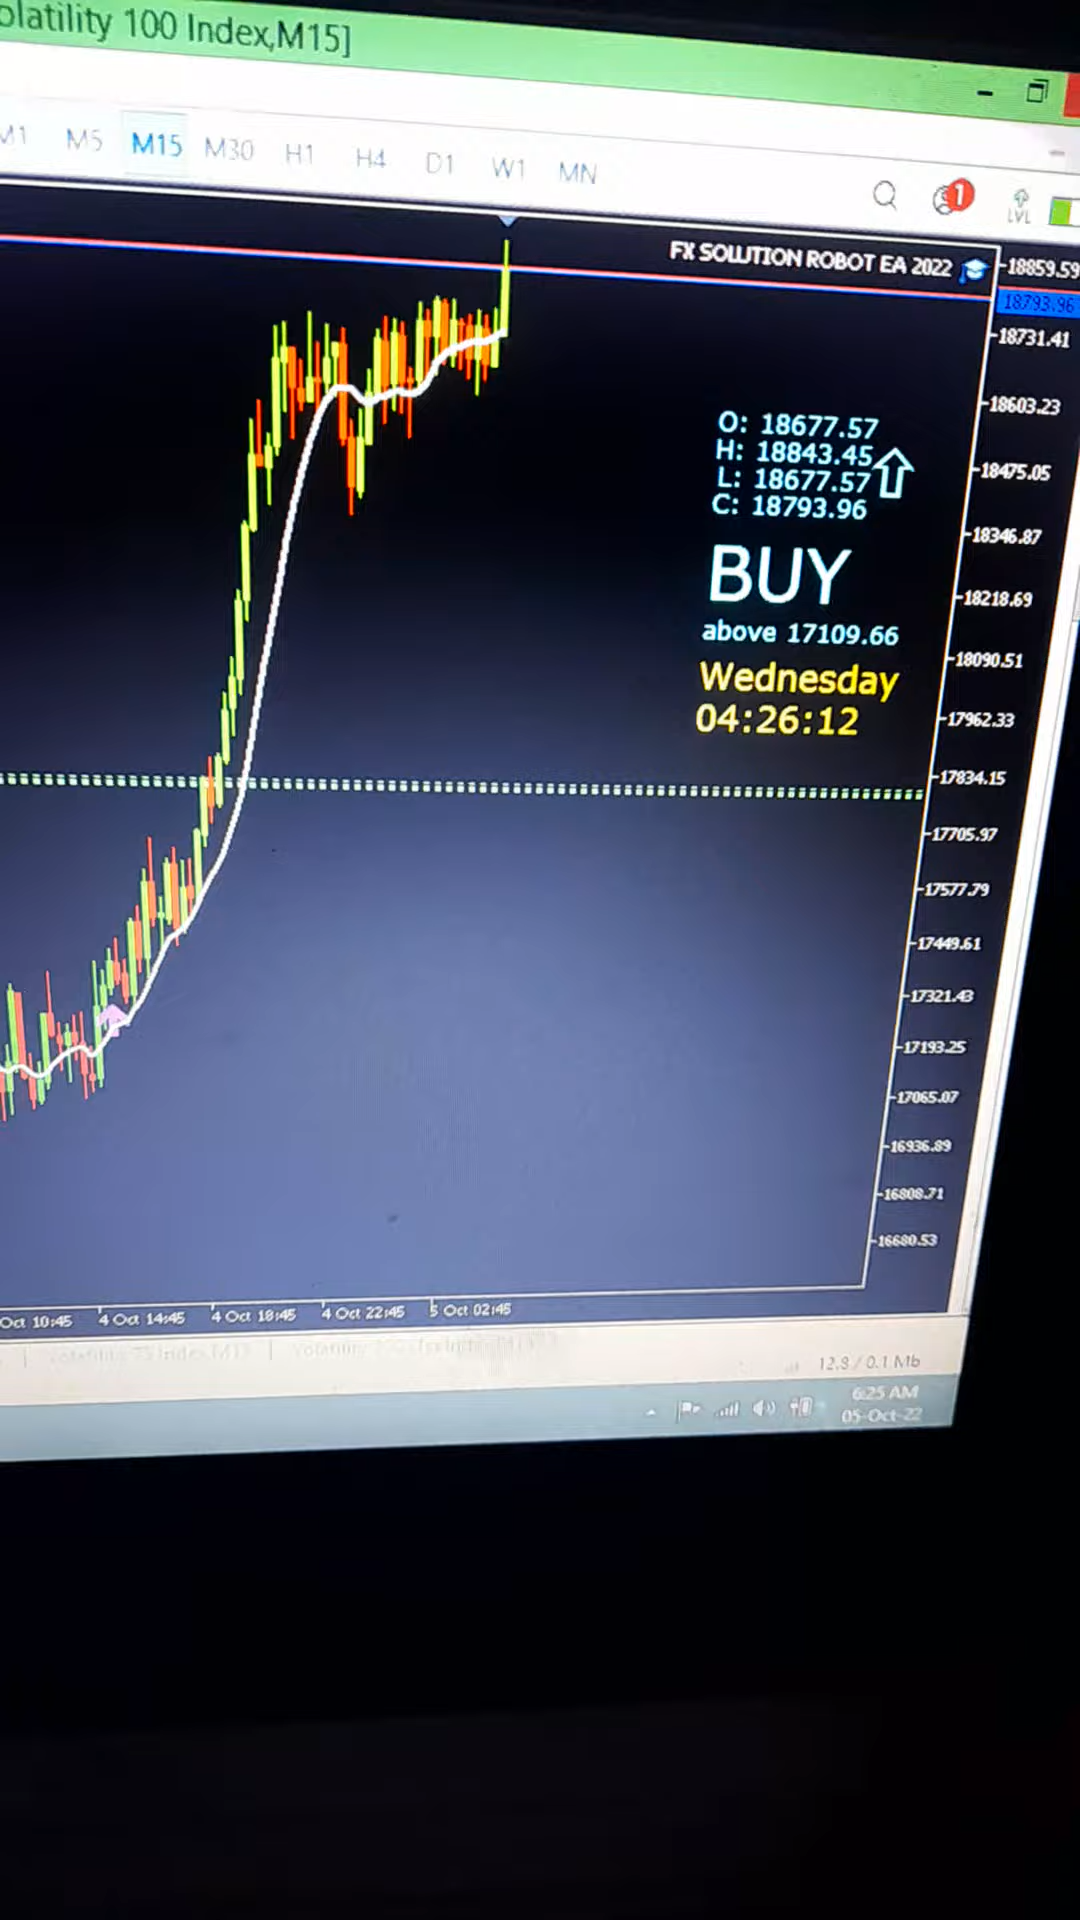 olatility 100 Index,M15]
M1 M5 M15 M30 H1 H4 D1 W1 MN
1
LVL
FX SOLUTION ROBOT EA 2022
18859.59
18793.96
18731.41
18603.23
18475.05
18346.87
18218.69
18090.51
17962.33
17834.15
17705.97
17577.79
17449.61
17321.43
17193.25
17065.07
16936.89
16808.71
16680.53
O: 18677.57
H: 18843.45
L: 18677.57
C: 18793.96
BUY
above 17109.66
Wednesday
04:26:12
Oct 10:45 4 Oct 14:45 4 Oct 18:45 4 Oct 22:45 5 Oct 02:45
12.8 / 0.1 Mb
6:25 AM
05-Oct-22